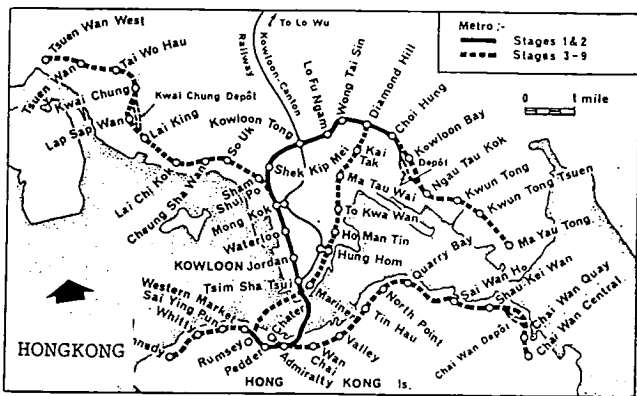 Tsuen Wan West
Tsuen Wan
Tai Wo Hau
Kwai Chung
Kwai Chung Depôt
Lap Sap Wan
Lai King
Lai Chi Kok
Cheung Sha Wan
So Uk
Sham Shui Po
To Lo Wu
Kowloon-Canton
Railway
Kowloon Tong
Lo Fu Ngam
Wong Tai Sin
Diamond Hill
Choi Hung
Kowloon Bay
Depôt
Ngau Tau Kok
Kwun Tong
Kwun Tong Tsuen
Ma Yau Tong
Metro :-
Stages 1&2
Stages 3-9
0 1 mile
Shek Kip Mei
Kai Tak
Ma Tau Wai
To Kwa Wan
Ho Man Tin
Hung Hom
Mong Kok
Waterloo
KOWLOON Jordan
Tsim Sha Tsui
Mariner
Western Market
Sai Ying Pun
Whitty
nnedy
Rumsey
Pedder
Chater
Admiralty
Wan Chai
Valley
Tin Hau
North Point
Quarry Bay
Sai Wan Ho
Shau Kei Wan
Chai Wan Depôt
Chai Wan Quay
Chai Wan Central
HONGKONG
HONG KONG Is.